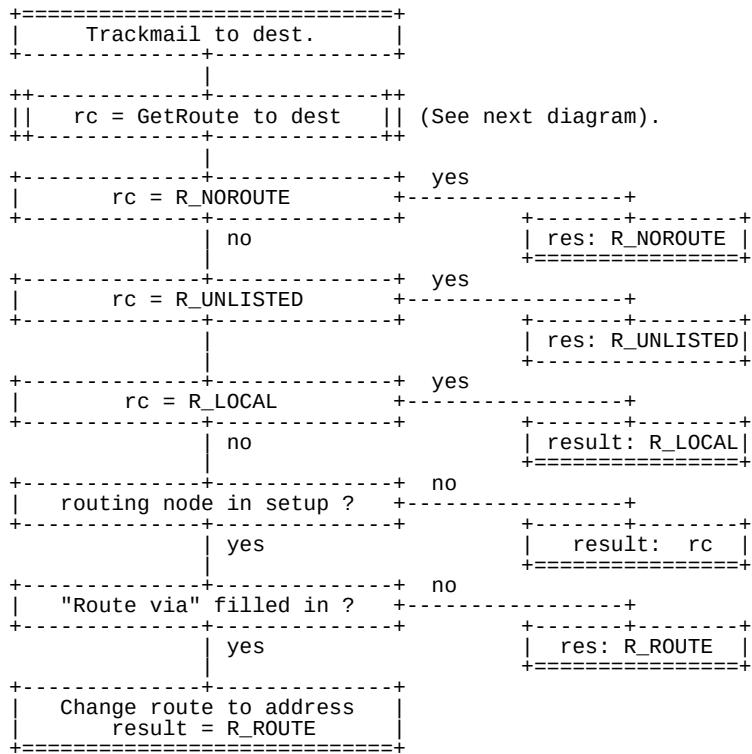 Trackmail to dest.
rc = GetRoute to dest (See next diagram).
yes
rc = R_NOROUTE
no
res: R_NOROUTE
yes
rc = R_UNLISTED
res: R_UNLISTED
yes
rc = R_LOCAL
no
result: R_LOCAL
no
routing node in setup ?
yes
result: rc
no
"Route via" filled in ?
yes
res: R_ROUTE
Change route to address
result = R_ROUTE